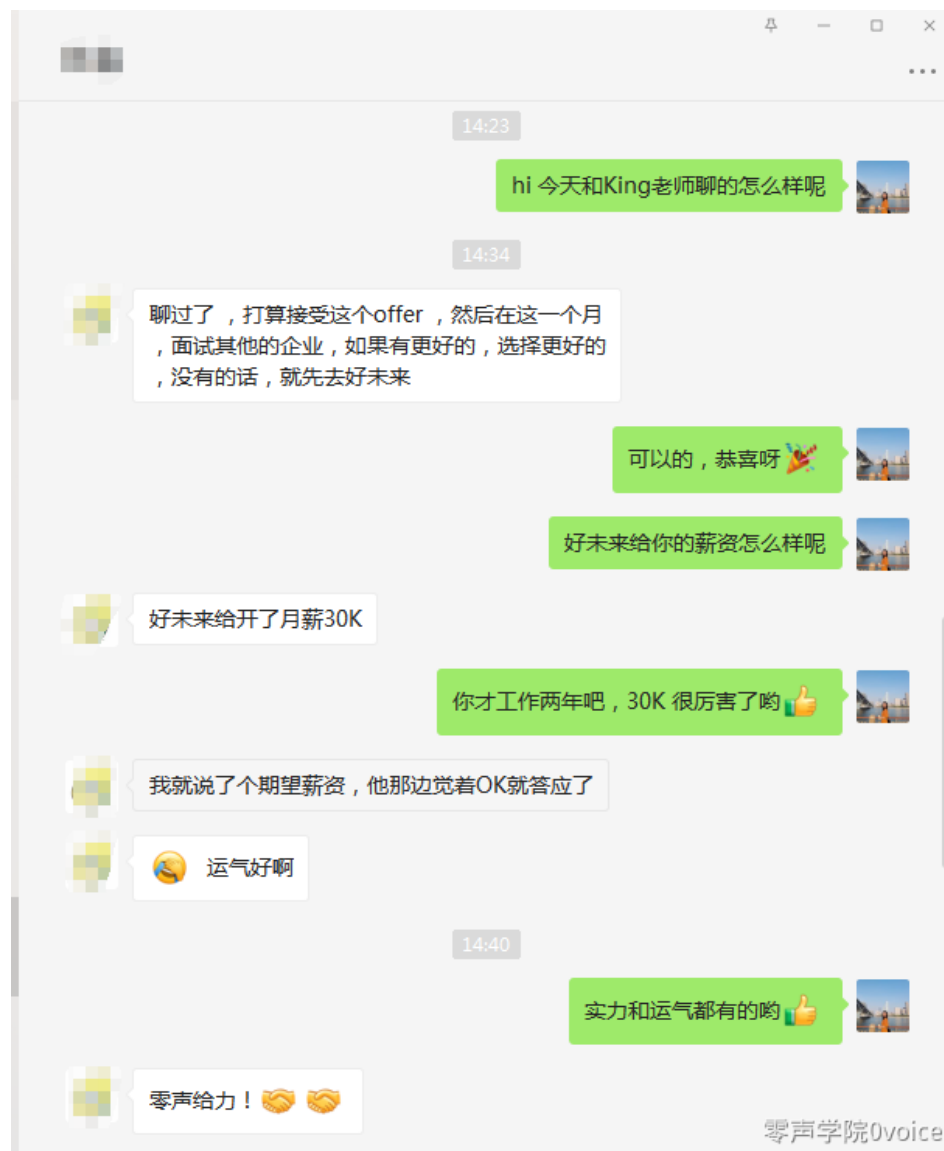 14:23
hi 今天和King老师聊的怎么样呢
14:34
聊过了 ，打算接受这个offer ，然后在这一个月
，面试其他的企业，如果有更好的，选择更好的
，没有的话，就先去好未来
可以的，恭喜呀
好未来给你的薪资怎么样呢
好未来给开了月薪30K
你才工作两年吧，30K 很厉害了哟
我就说了个期望薪资，他那边觉着OK就答应了
运气好啊
14:40
实力和运气都有的哟
零声给力！
零声学院0voice